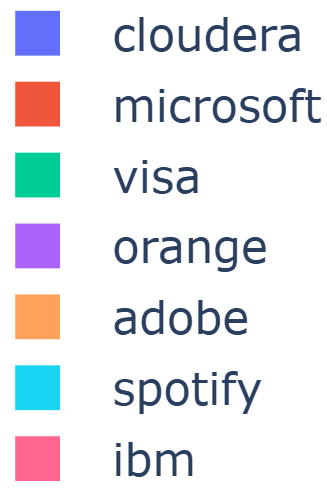 cloudera
microsoft
visa
orange
adobe
spotify
ibm